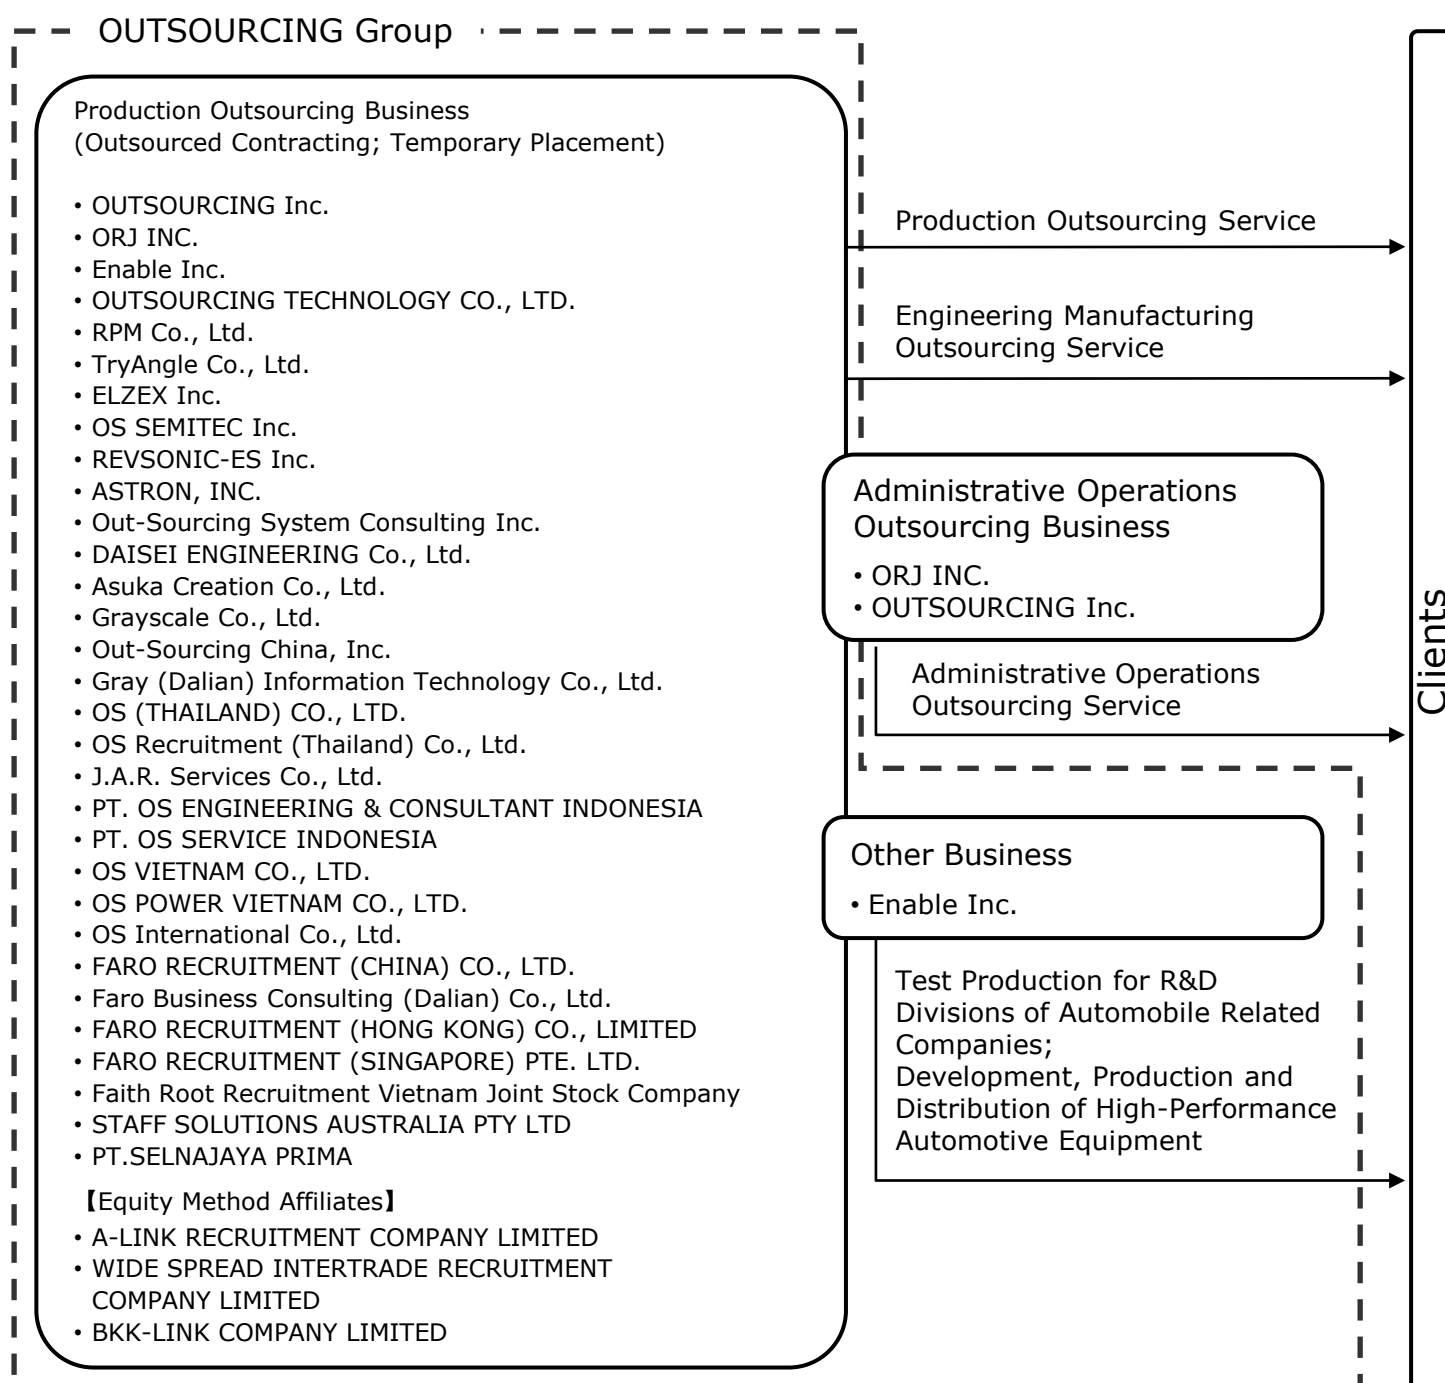 OUTSOURCING Group
Production Outsourcing Business
(Outsourced Contracting; Temporary Placement)
• OUTSOURCING Inc.
• ORJ INC.
• Enable Inc.
• OUTSOURCING TECHNOLOGY CO., LTD.
• RPM Co., Ltd.
• TryAngle Co., Ltd.
• ELZEX Inc.
• OS SEMITEC Inc.
• REVSONIC-ES Inc.
• ASTRON, INC.
• Out-Sourcing System Consulting Inc.
• DAISEI ENGINEERING Co., Ltd.
• Asuka Creation Co., Ltd.
• Grayscale Co., Ltd.
• Out-Sourcing China, Inc.
• Gray (Dalian) Information Technology Co., Ltd.
• OS (THAILAND) CO., LTD.
• OS Recruitment (Thailand) Co., Ltd.
• J.A.R. Services Co., Ltd.
• PT. OS ENGINEERING & CONSULTANT INDONESIA
• PT. OS SERVICE INDONESIA
• OS VIETNAM CO., LTD.
• OS POWER VIETNAM CO., LTD.
• OS International Co., Ltd.
• FARO RECRUITMENT (CHINA) CO., LTD.
• Faro Business Consulting (Dalian) Co., Ltd.
• FARO RECRUITMENT (HONG KONG) CO., LIMITED
• FARO RECRUITMENT (SINGAPORE) PTE. LTD.
• Faith Root Recruitment Vietnam Joint Stock Company
• STAFF SOLUTIONS AUSTRALIA PTY LTD
• PT.SELNAJAYA PRIMA
【Equity Method Affiliates】
• A-LINK RECRUITMENT COMPANY LIMITED
• WIDE SPREAD INTERTRADE RECRUITMENT
COMPANY LIMITED
• BKK-LINK COMPANY LIMITED
Production Outsourcing Service
Engineering Manufacturing
Outsourcing Service
Administrative Operations
Outsourcing Business
• ORJ INC.
• OUTSOURCING Inc.
Administrative Operations
Outsourcing Service
Other Business
• Enable Inc.
Test Production for R&D
Divisions of Automobile Related
Companies;
Development, Production and
Distribution of High-Performance
Automotive Equipment
Clients